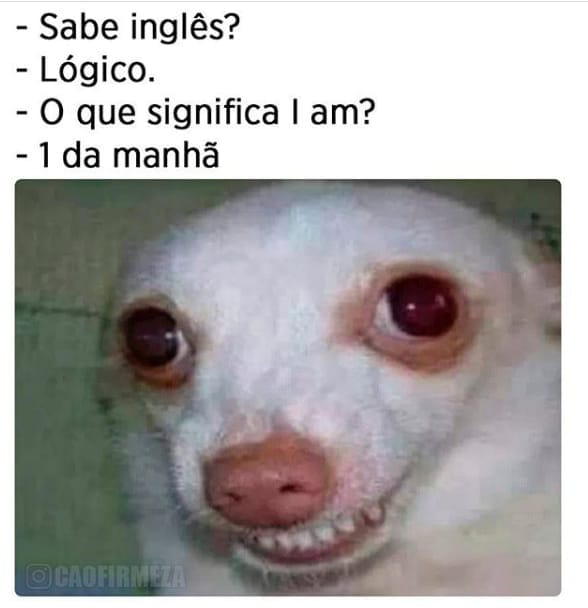 - Sabe inglês?
- Lógico.
- O que significa I am?
- 1 da manhã
CAOFIRMEZA